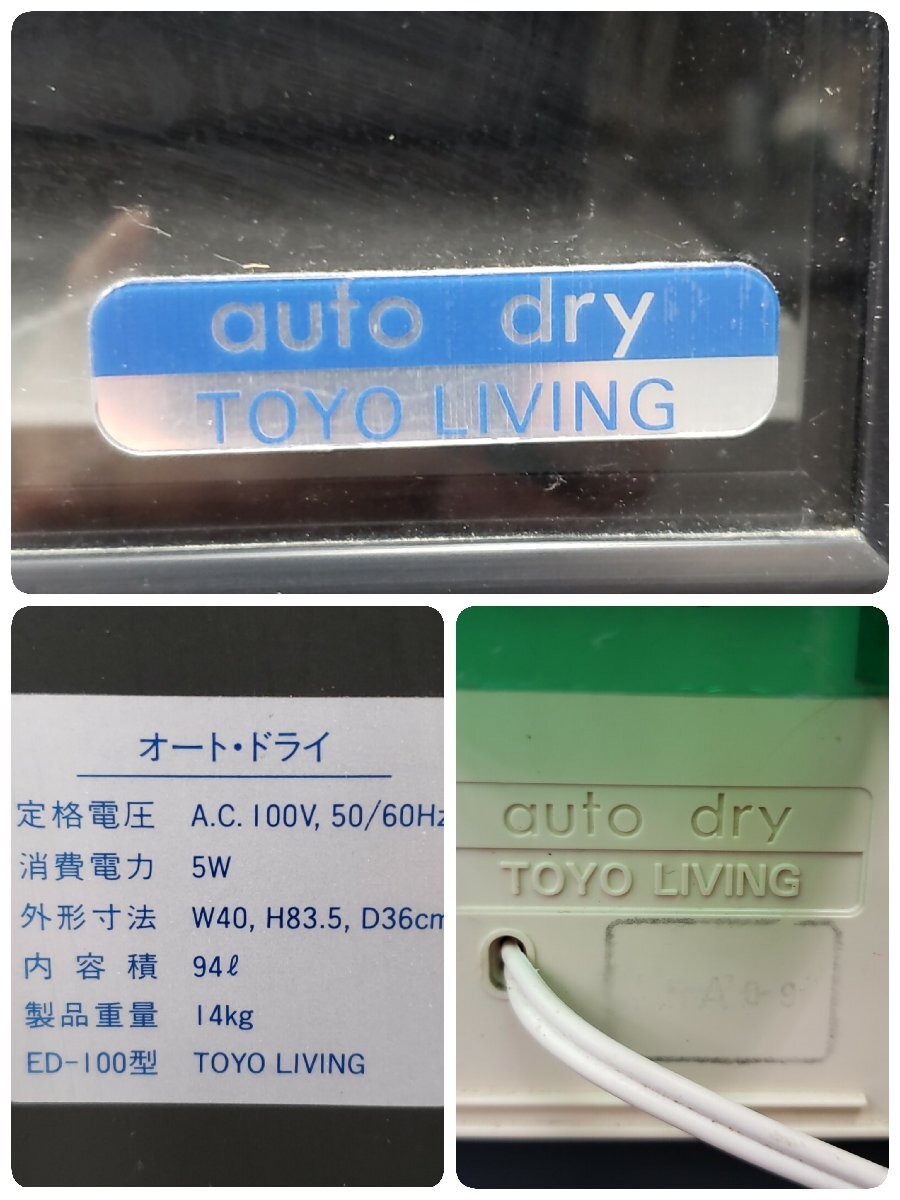 auto dry
TOYO LIVING
オート・ドライ
定格電圧 A.C. 100V, 50/60Hz
消費電力 5W
外形寸法 W40, H83.5, D36cm
内容積 94ℓ
製品重量 14kg
ED-100型 TOYO LIVING
auto dry
TOYO LIVING